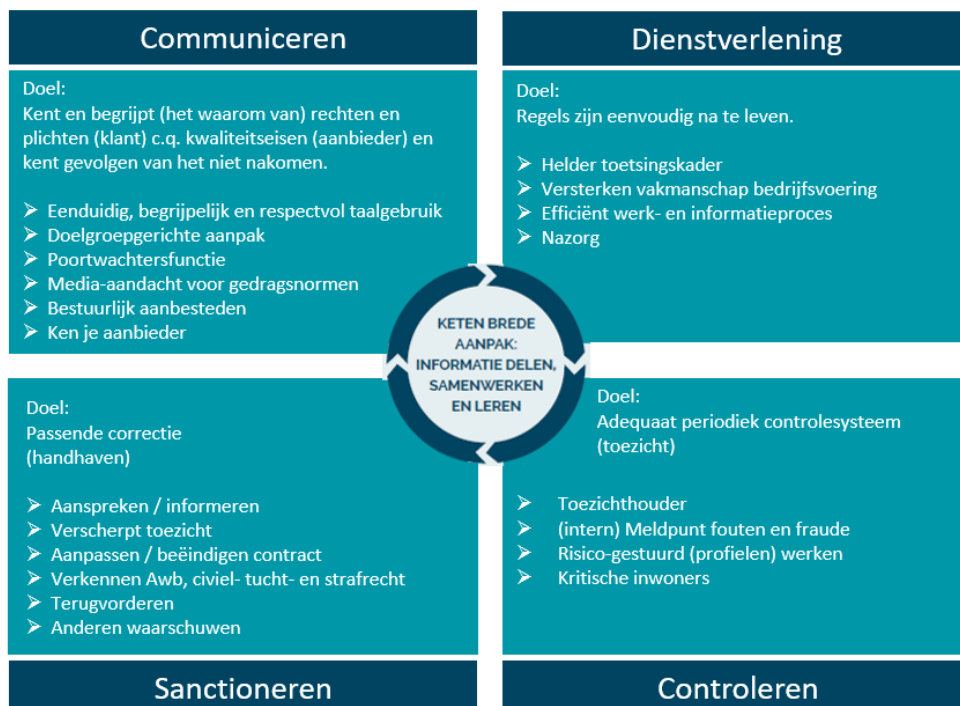 Communiceren
Doel:
Kent en begrijpt (het waarom van) rechten en
plichten (klant) c.q. kwaliteitseisen (aanbieder) en
kent gevolgen van het niet nakomen.
➢ Eenduidig, begrijpelijk en respectvol taalgebruik
➢ Doelgroepgerichte aanpak
➢ Poortwachtersfunctie
➢ Media-aandacht voor gedragsnormen
➢ Bestuurlijk aanbesteden
➢ Ken je aanbieder
Dienstverlening
Doel:
Regels zijn eenvoudig na te leven.
➢ Helder toetsingskader
➢ Versterken vakmanschap bedrijfsvoering
➢ Efficiënt werk- en informatieproces
➢ Nazorg
KETEN BREDE
AANPAK:
INFORMATIE DELEN,
SAMENWERKEN
EN LEREN
Doel:
Passende correctie
(handhaven)
➢ Aanspreken / informeren
➢ Verscherpt toezicht
➢ Aanpassen / beëindigen contract
➢ Verkennen Awb, civiel- tucht- en strafrecht
➢ Terugvorderen
➢ Anderen waarschuwen
Sanctioneren
Doel:
Adequaat periodiek controlesysteem
(toezicht)
➢ Toezichthouder
➢ (intern) Meldpunt fouten en fraude
➢ Risico-gestuurd (profielen) werken
➢ Kritische inwoners
Controleren